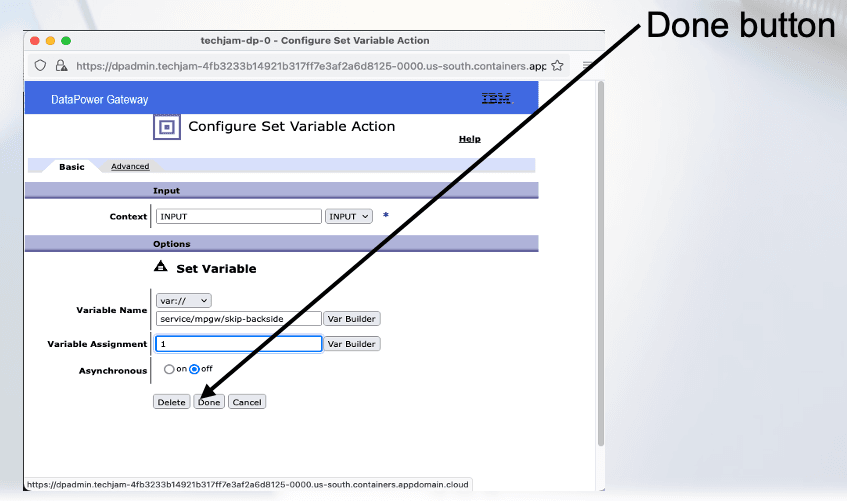 Done button
techjam-dp-0 - Configure Set Variable Action
https://dpadmin.techjam-4fb3233b14921b317ff7e3af2a6d8125-0000.us-south.containers.app
DataPower Gateway
IBM
Configure Set Variable Action
Help
Basic Advanced
Input
Context INPUT INPUT *
Options
Set Variable
var://
Variable Name
service/mpgw/skip-backside Var Builder
Variable Assignment 1 Var Builder
Asynchronous on off
Delete Done Cancel
https://dpadmin.techjam-4fb3233b14921b317ff7e3af2a6d8125-0000.us-south.containers.appdomain.cloud